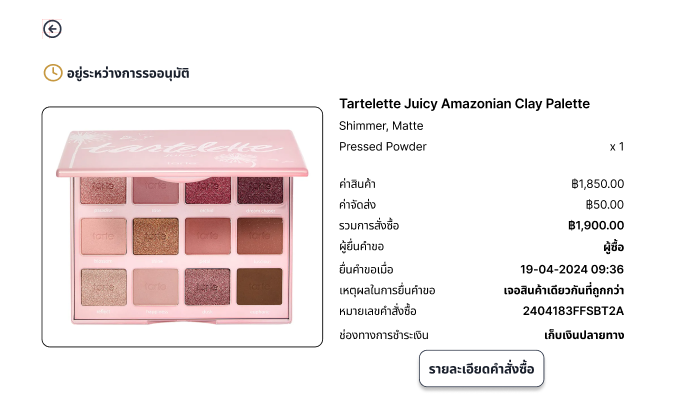 อยู่ระหว่างการรออนุมัติ
tartelette
tarte
Tartelette Juicy Amazonian Clay Palette
Shimmer, Matte
Pressed Powder x 1
ค่าสินค้า ฿1,850.00
ค่าจัดส่ง ฿50.00
รวมการสั่งซื้อ ฿1,900.00
ผู้ยื่นคำขอ ผู้ซื้อ
ยื่นคำขอเมื่อ 19-04-2024 09:36
เหตุผลในการยื่นคำขอ เจอสินค้าเดียวกันที่ถูกกว่า
หมายเลขคำสั่งซื้อ 2404183FFSBT2A
ช่องทางการชำระเงิน เก็บเงินปลายทาง
รายละเอียดคำสั่งซื้อ